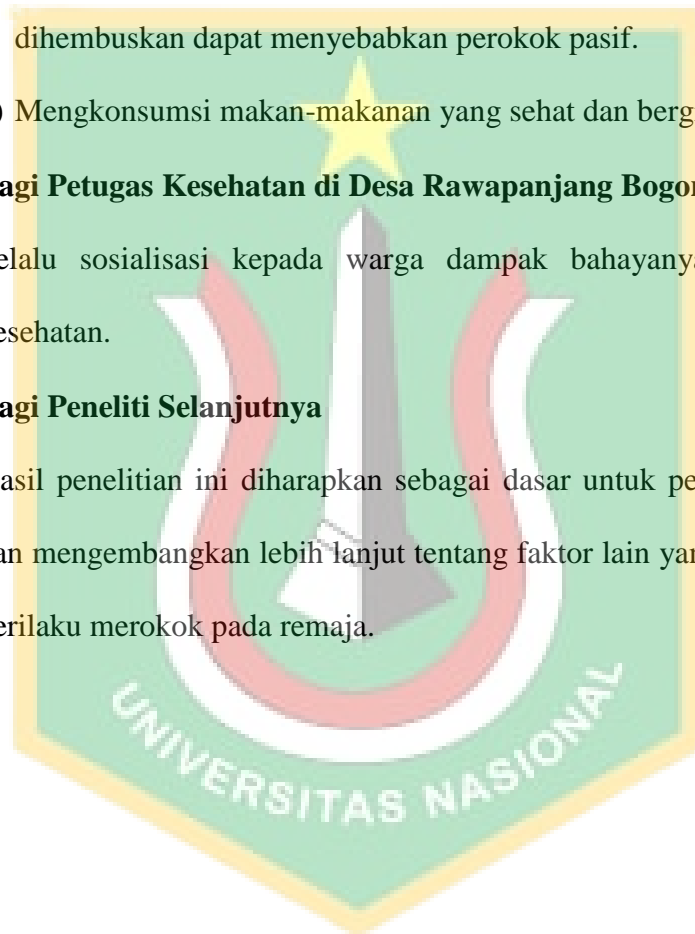 dihembuskan dapat menyebabkan perokok pasif.
) Mengkonsumsi makan-makanan yang sehat dan berg
agi Petugas Kesehatan di Desa Rawapanjang Bogor
elalu sosialisasi kepada warga dampak bahayanya
esehatan.
agi Peneliti Selanjutnya
asil penelitian ini diharapkan sebagai dasar untuk pe
an mengembangkan lebih lanjut tentang faktor lain yan
erilaku merokok pada remaja.
UNIVERSITAS NASIONAL